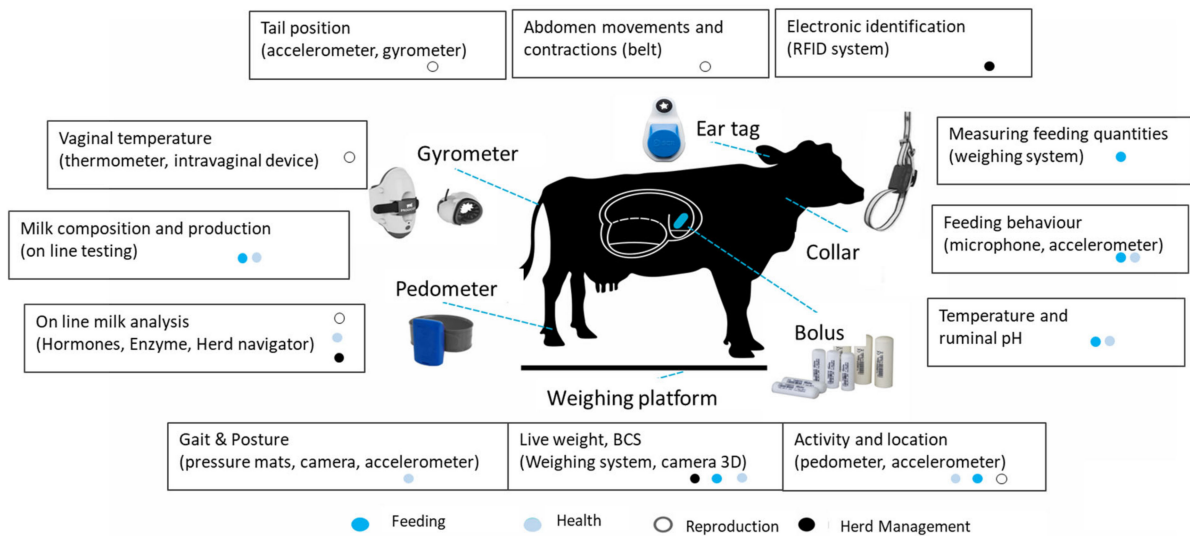 Tail position
(accelerometer, gyrometer)
Abdomen movements and
contractions (belt)
Electronic identification
(RFID system)
Vaginal temperature
(thermometer, intravaginal device)
Gyrometer
Ear tag
Measuring feeding quantities
(weighing system)
Milk composition and production
(on line testing)
Feeding behaviour
(microphone, accelerometer)
Collar
Pedometer
On line milk analysis
(Hormones, Enzyme, Herd navigator)
Bolus
Temperature and
ruminal pH
Weighing platform
Gait & Posture
(pressure mats, camera, accelerometer)
Live weight, BCS
(Weighing system, camera 3D)
Activity and location
(pedometer, accelerometer)
Feeding
Health
Reproduction
Herd Management